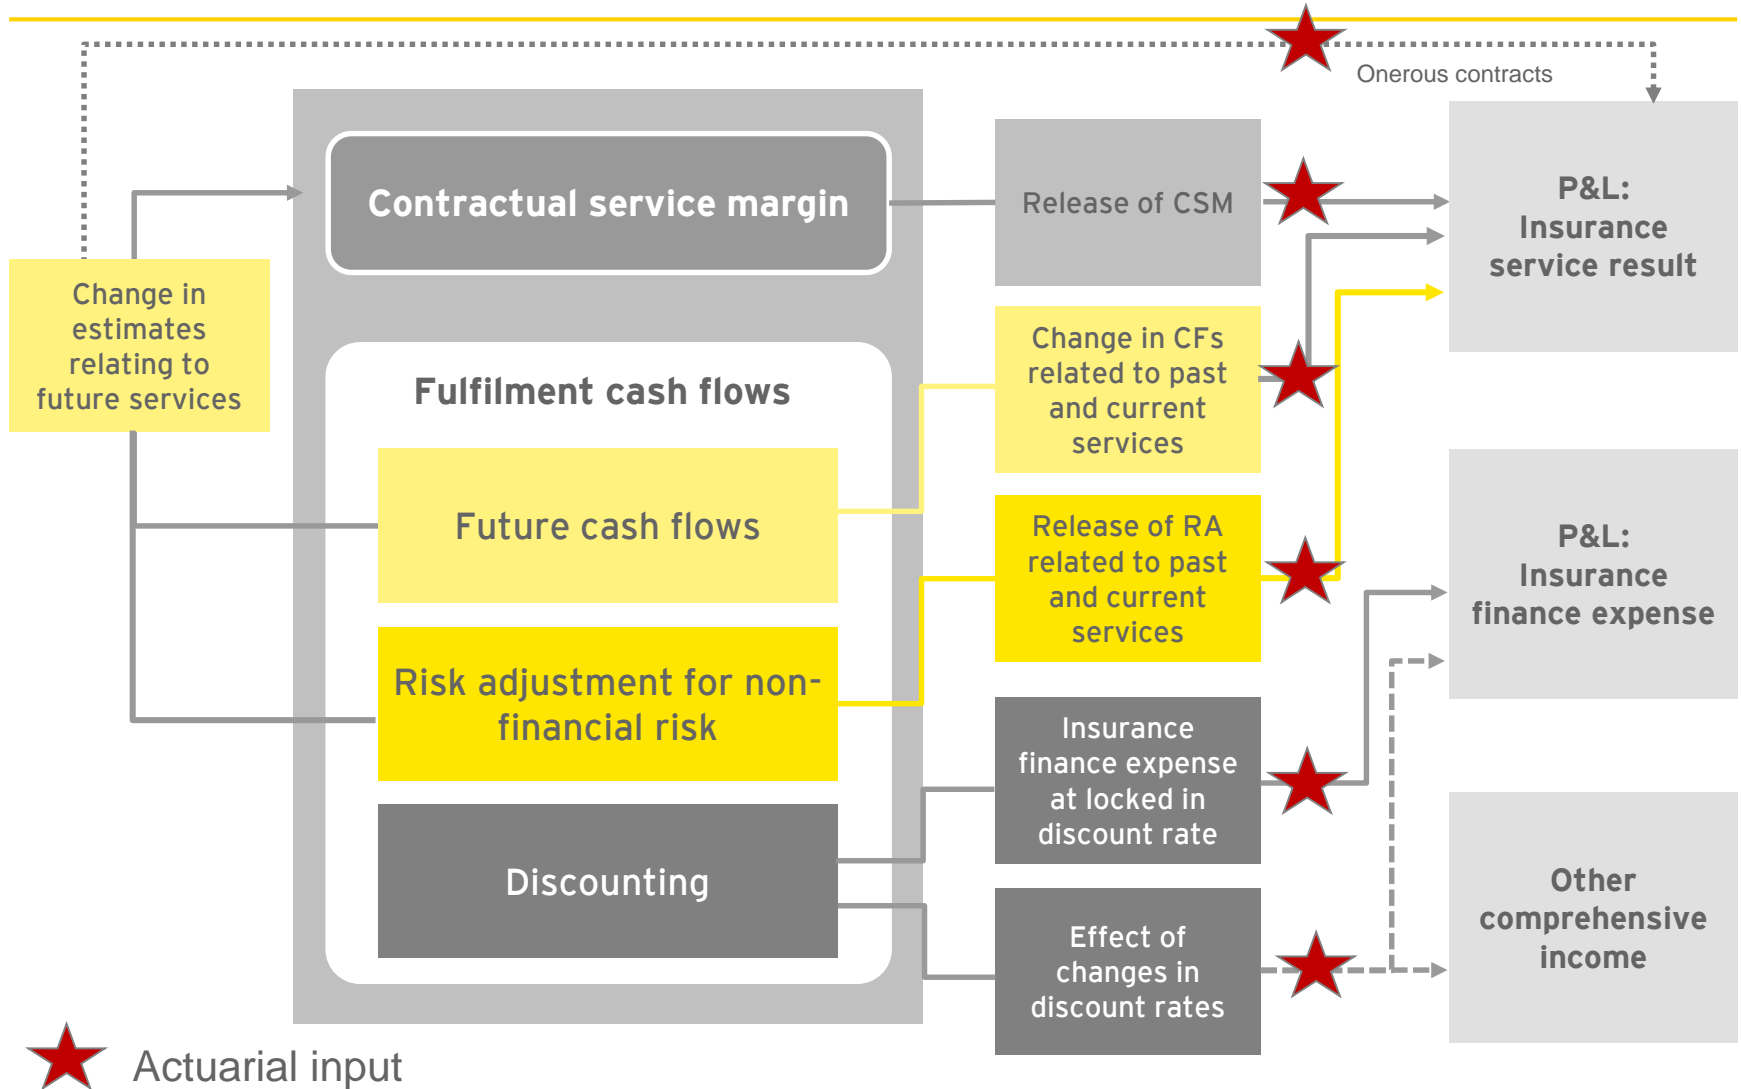 Onerous contracts
Change in
estimates
relating to
future services
Contractual service margin
Fulfilment cash flows
Future cash flows
Risk adjustment for non-
financial risk
Discounting
Release of CSM
Change in CFs
related to past
and current
services
Release of RA
related to past
and current
services
Insurance
finance expense
at locked in
discount rate
Effect of
changes in
discount rates
P&L:
Insurance
service result
P&L:
Insurance
finance expense
Other
comprehensive
income
Actuarial input